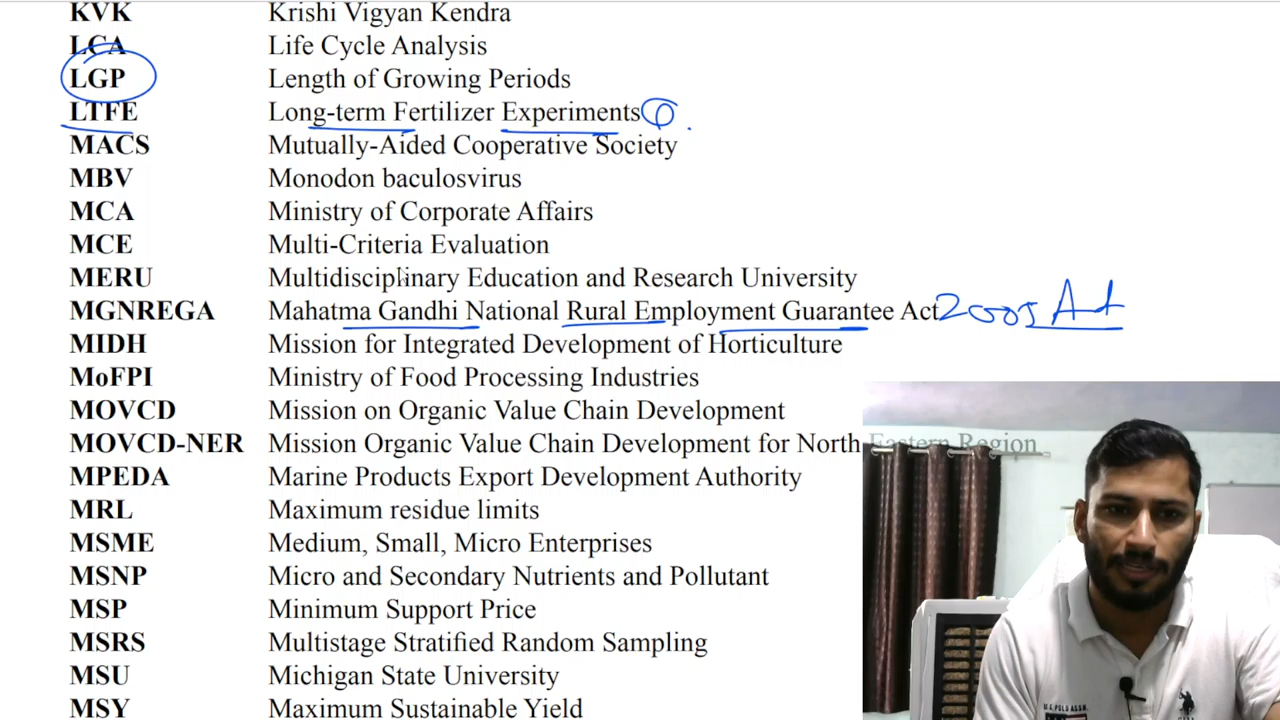 KVK Krishi Vigyan Kendra
LCA Life Cycle Analysis
LGP Length of Growing Periods
LTFE Long-term Fertilizer Experiments
MACS Mutually-Aided Cooperative Society
MBV Monodon baculosvirus
MCA Ministry of Corporate Affairs
MCE Multi-Criteria Evaluation
MERU Multidisciplinary Education and Research University
MGNREGA Mahatma Gandhi National Rural Employment Guarantee Act 2005 Act
MIDH Mission for Integrated Development of Horticulture
MoFPI Ministry of Food Processing Industries
MOVCD Mission on Organic Value Chain Development
MOVCD-NER Mission Organic Value Chain Development for North Eastern Region
MPEDA Marine Products Export Development Authority
MRL Maximum residue limits
MSME Medium, Small, Micro Enterprises
MSNP Micro and Secondary Nutrients and Pollutant
MSP Minimum Support Price
MSRS Multistage Stratified Random Sampling
MSU Michigan State University
MSY Maximum Sustainable Yield
U.S. POLO ASSN.